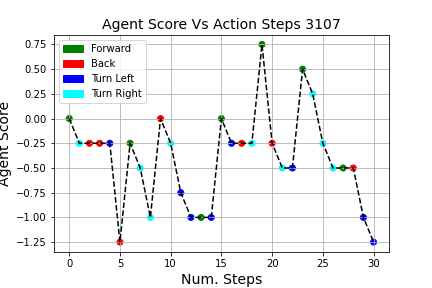 Agent Score Vs Action Steps 3107
Agent Score
0.75
0.50
0.25
0.00
−0.25
−0.50
−0.75
−1.00
−1.25
Forward
Back
Turn Left
Turn Right
0 5 10 15 20 25 30
Num. Steps